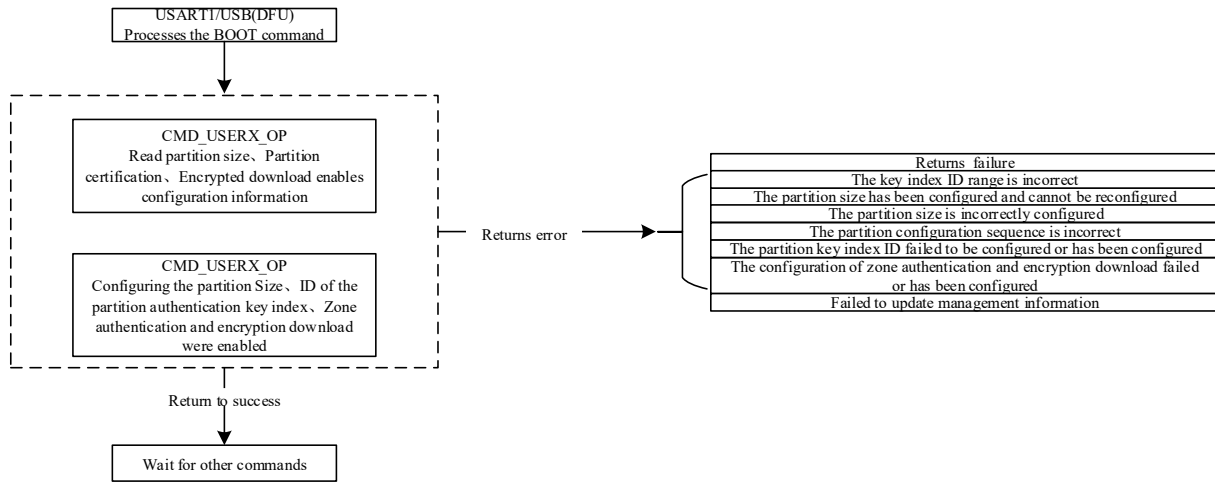 USART1/USB(DFU)
Processes the BOOT command
CMD_USERX_OP
Read partition size、Partition
certification、Encrypted download enables
configuration information
CMD_USERX_OP
Configuring the partition Size、ID of the
partition authentication key index、Zone
authentication and encryption download
were enabled
Returns error
Returns failure
The key index ID range is incorrect
The partition size has been configured and cannot be reconfigured
The partition size is incorrectly configured
The partition configuration sequence is incorrect
The partition key index ID failed to be configured or has been configured
The configuration of zone authentication and encryption download failed
or has been configured
Failed to update management information
Return to success
Wait for other commands